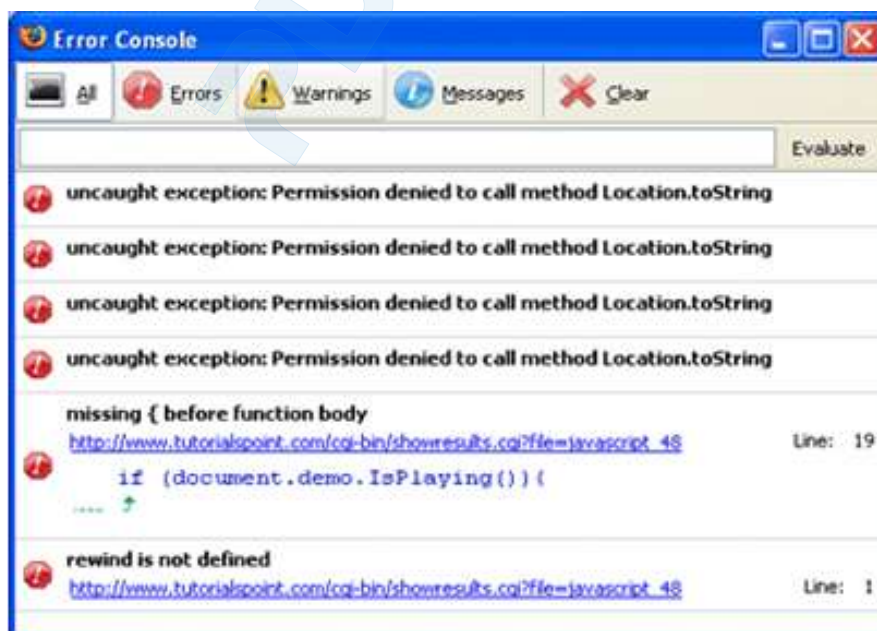 Error Console
All Errors Warnings Messages Clear
Evaluate
uncaught exception: Permission denied to call method Location.toString
uncaught exception: Permission denied to call method Location.toString
uncaught exception: Permission denied to call method Location.toString
uncaught exception: Permission denied to call method Location.toString
missing { before function body
http://www.tutorialspoint.com/cgi-bin/showresults.cgi?file=javascript_48 Line: 19
if (document.demo.IsPlaying()){
....
rewind is not defined
http://www.tutorialspoint.com/cgi-bin/showresults.cgi?file=javascript_48 Line: 1